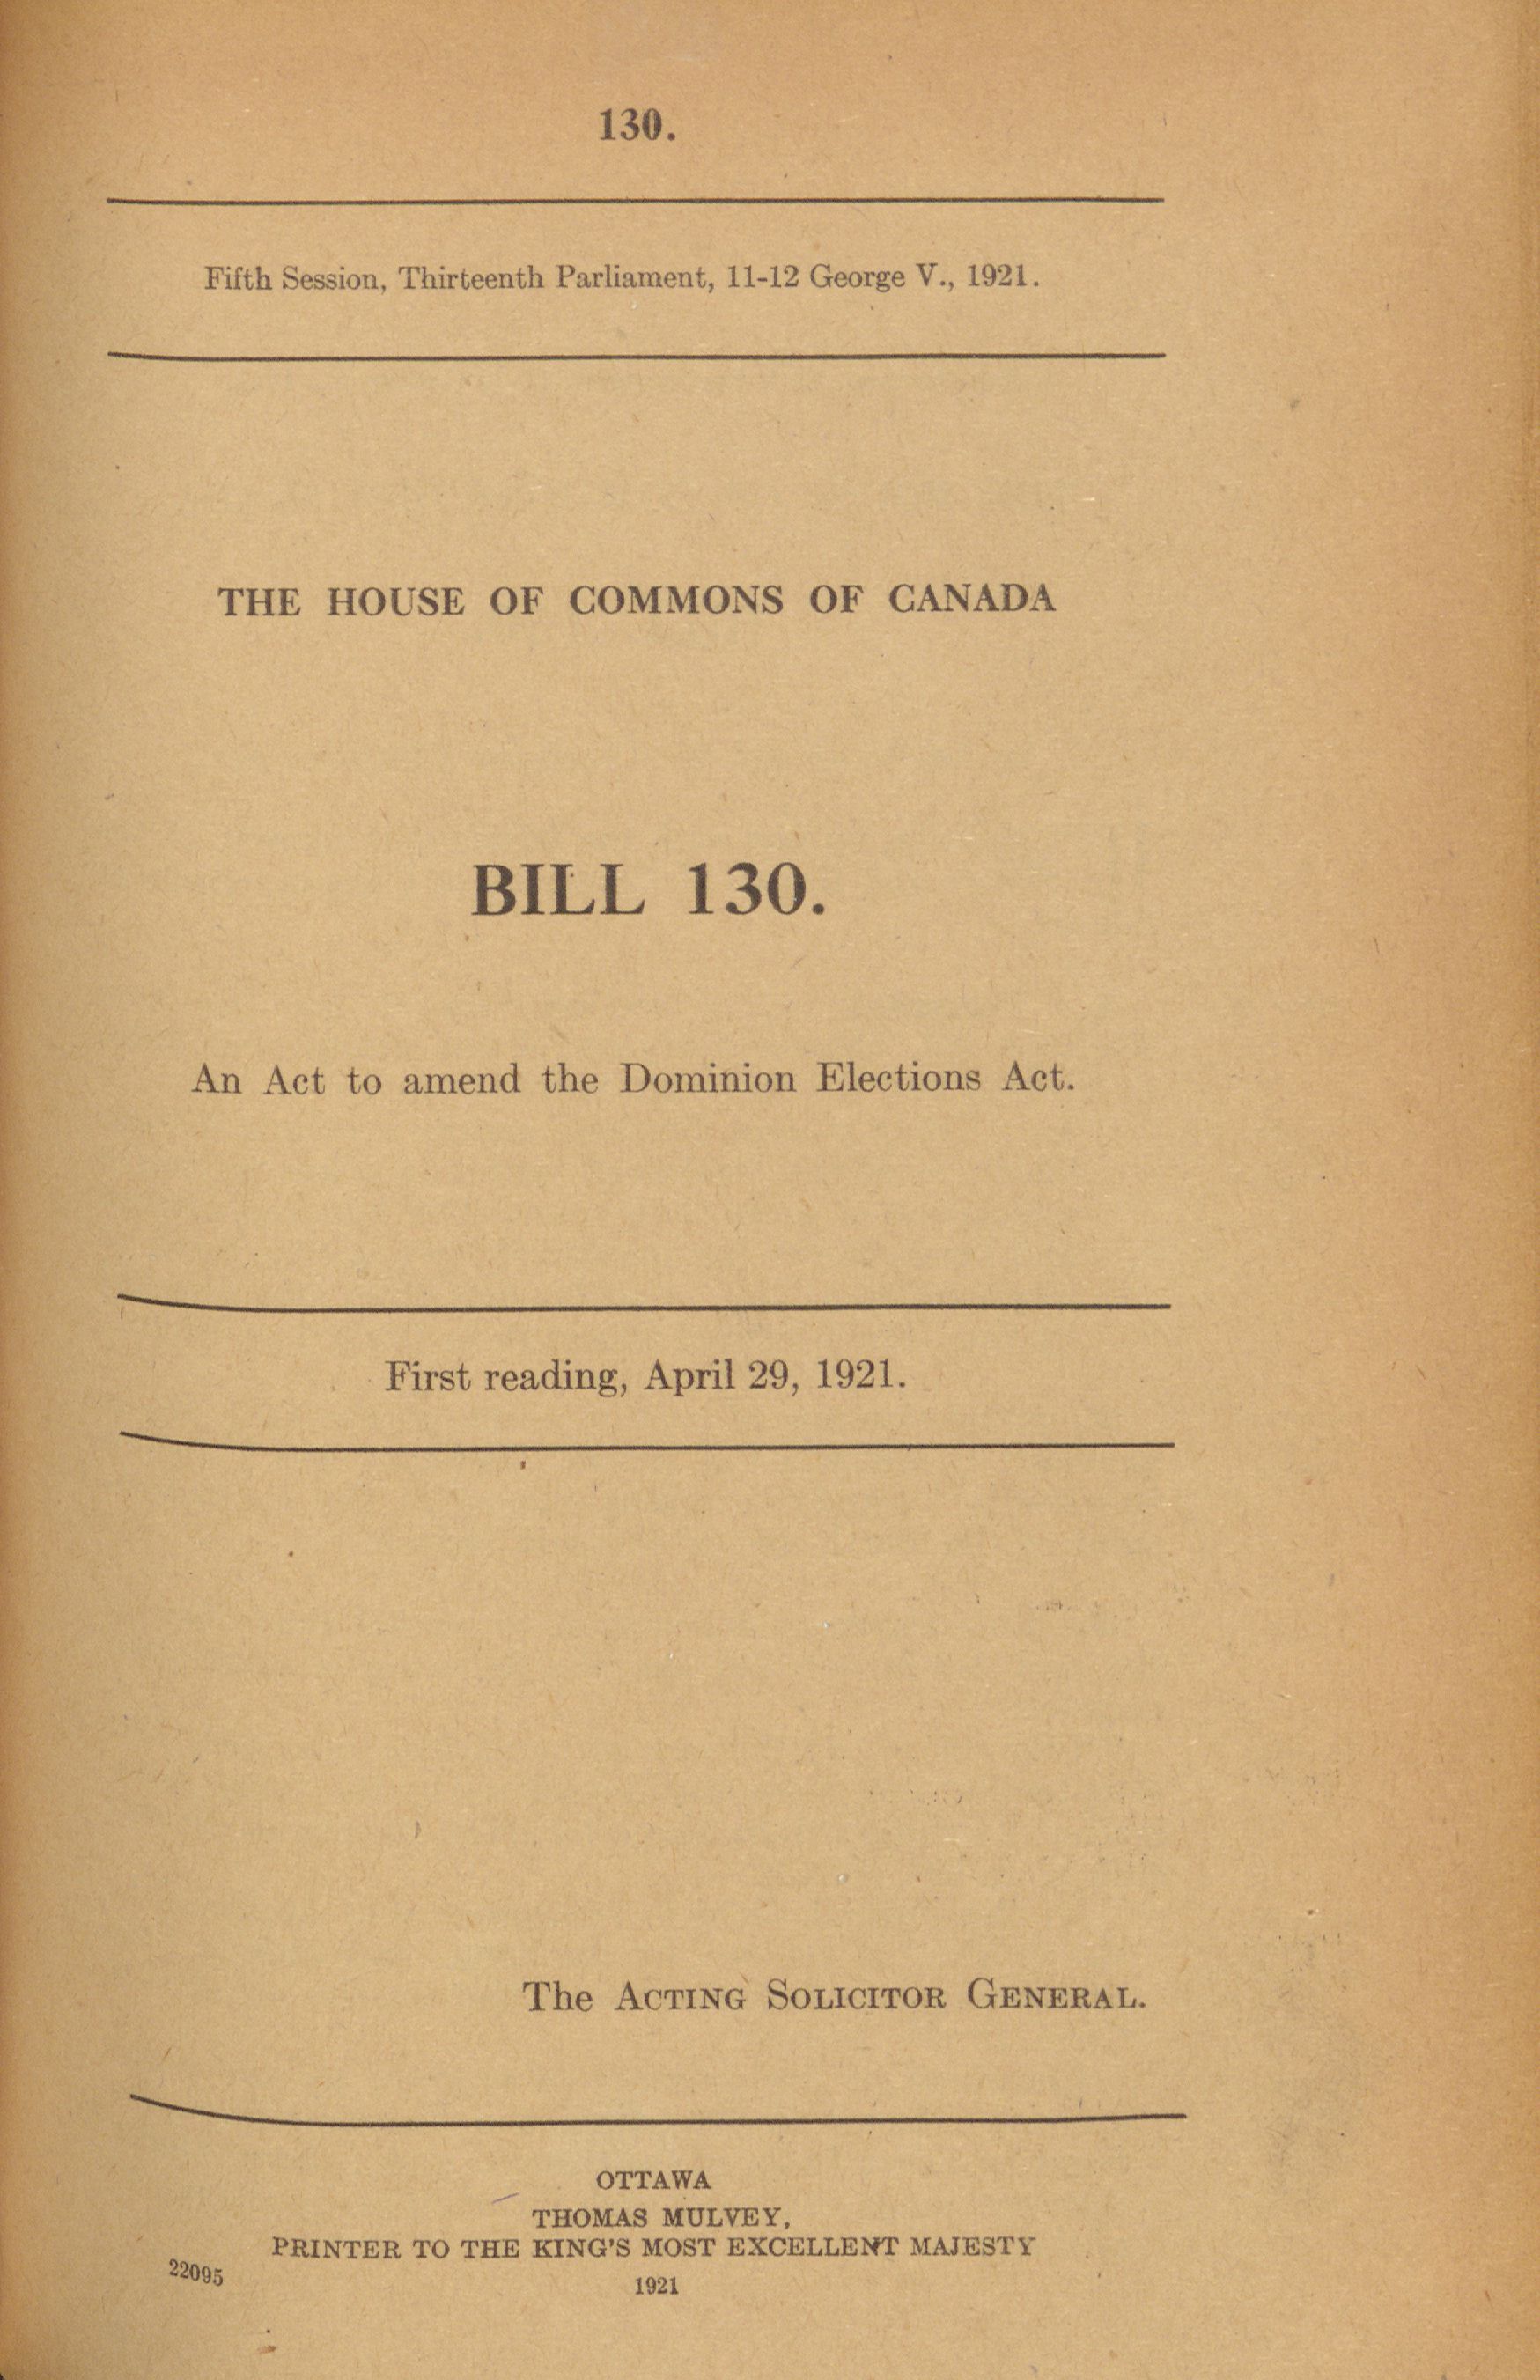 130.
Fifth Session, Thirteenth Parliament, 11-12 George V., 1921.
THE HOUSE OF COMMONS OF CANADA
BILL 130.
An Act to amend the Dominion Elections Act.
First reading, April 29, 1921.
The ACTING SOLICITOR GENERAL.
OTTAWA
THOMAS MULVEY,
PRINTER TO THE KING'S MOST EXCELLENT MAJESTY
22095
1921